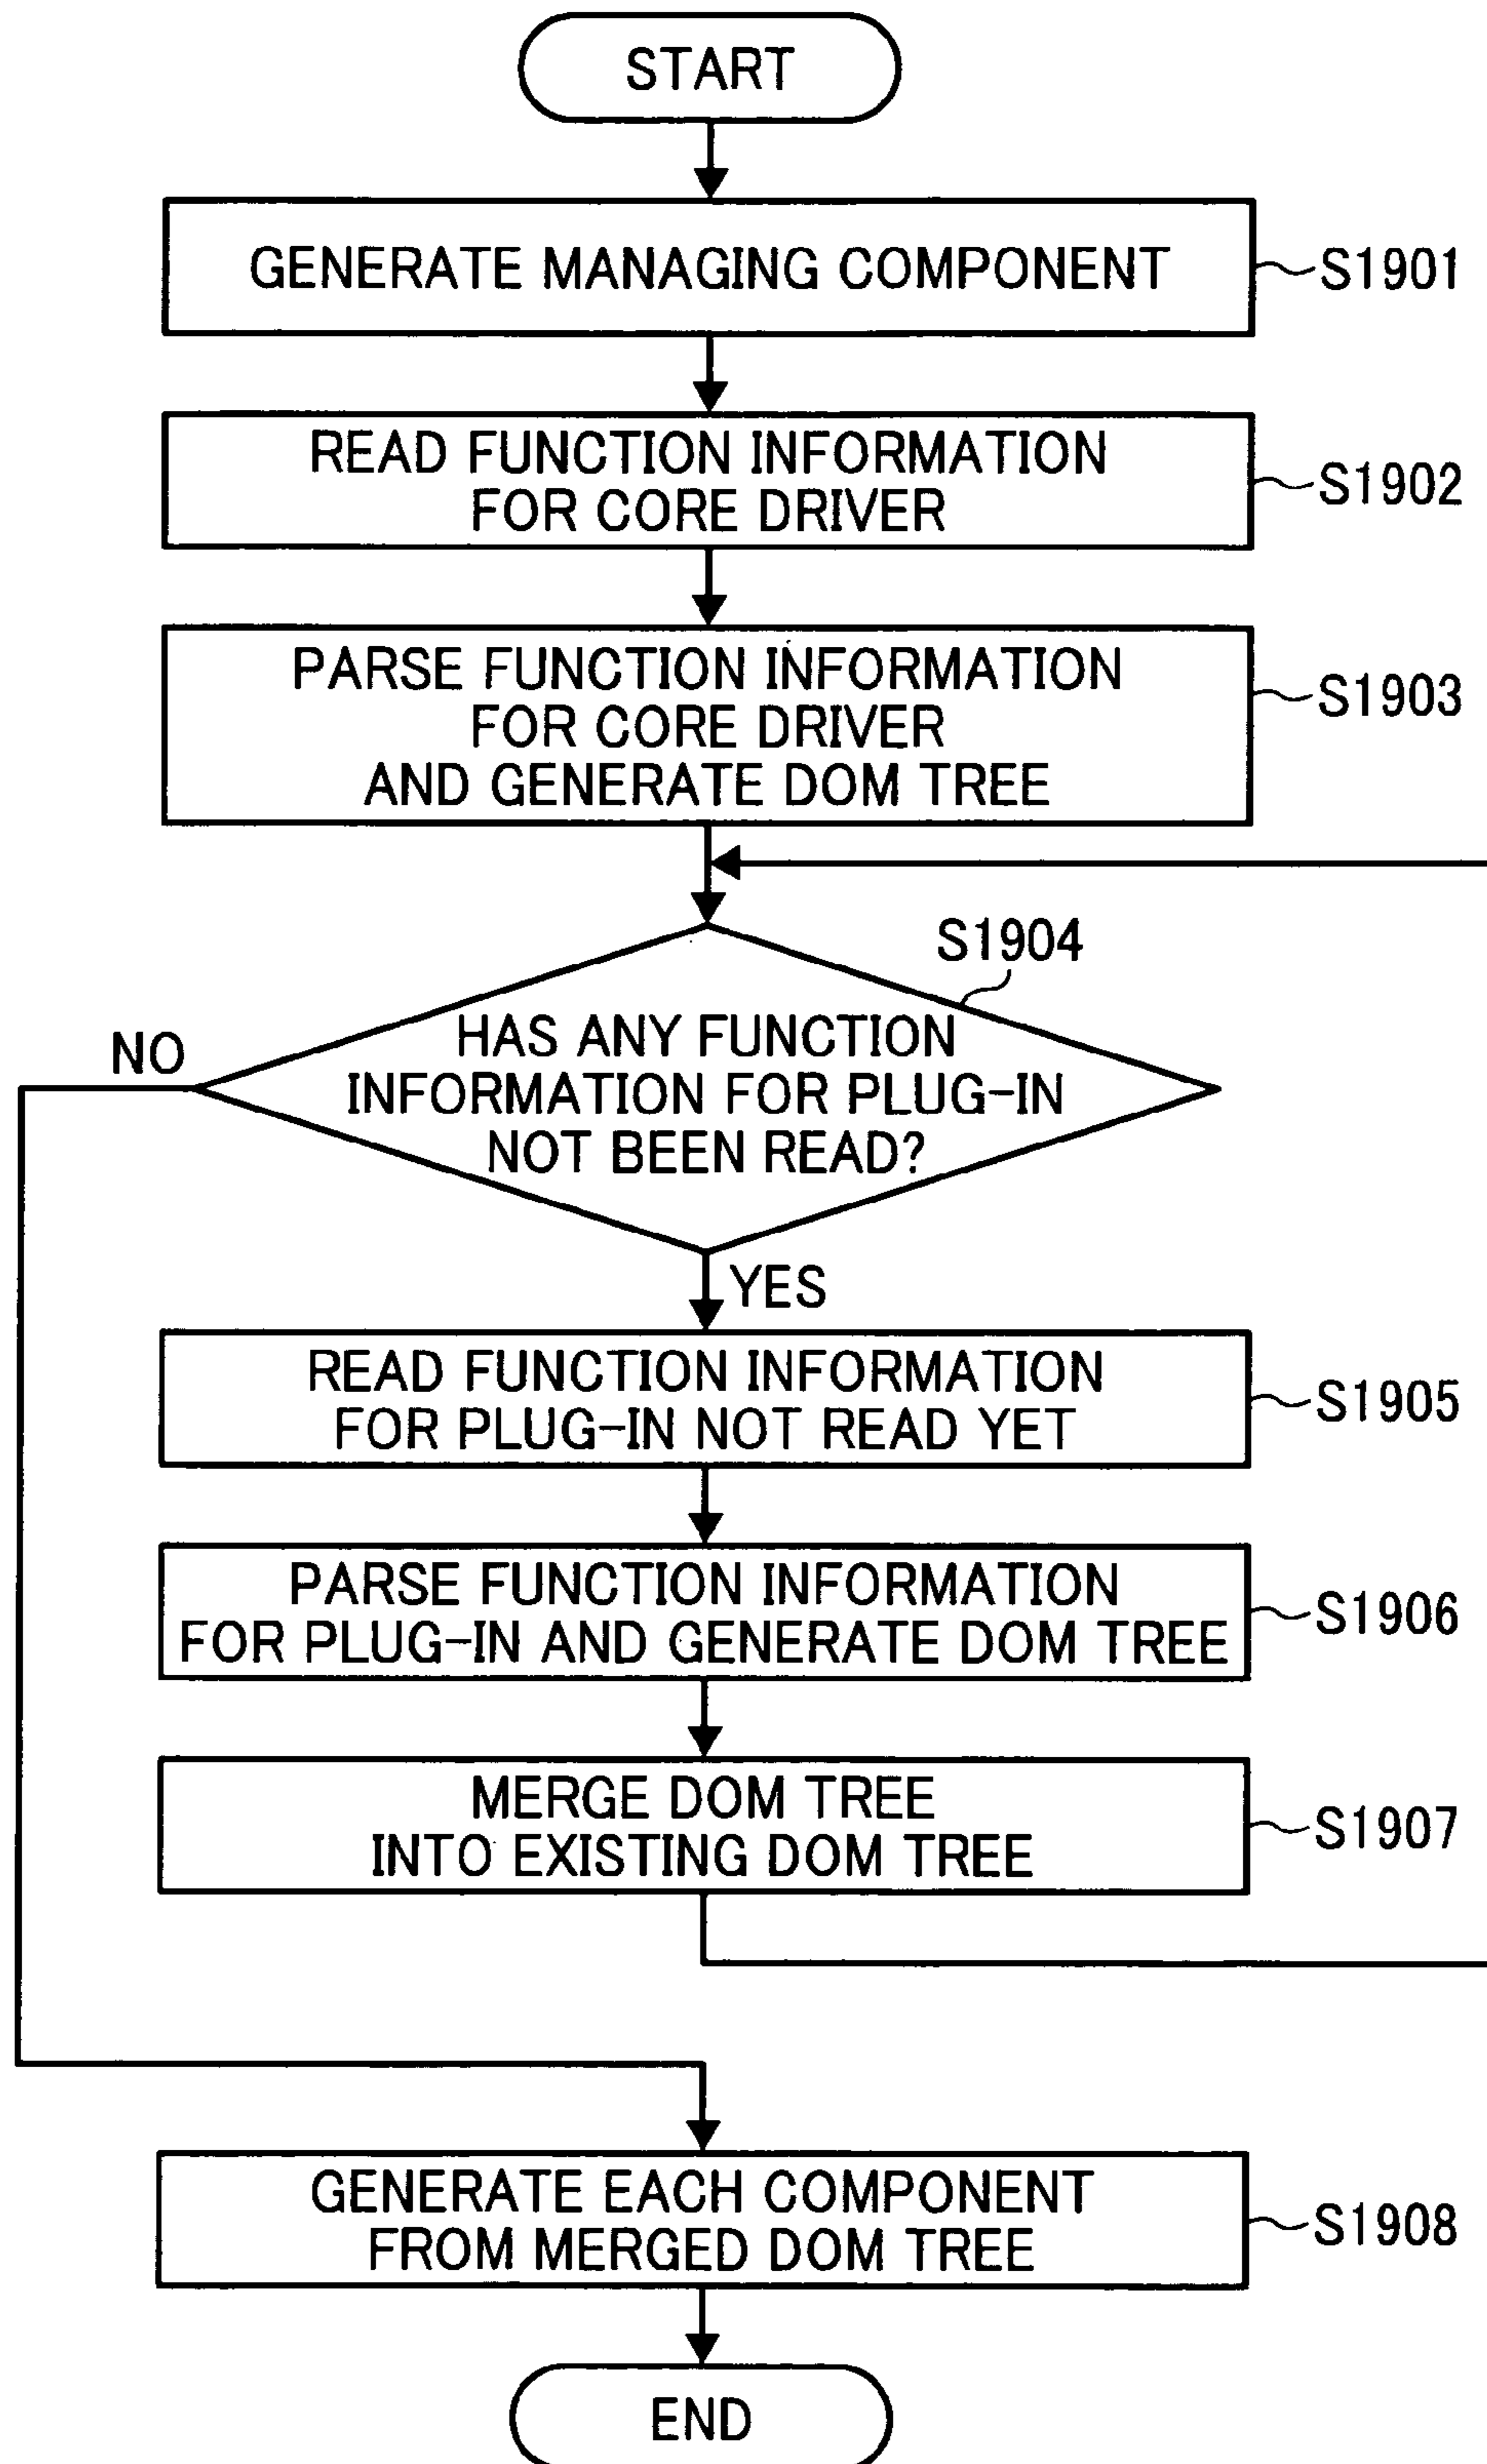 START
GENERATE MANAGING COMPONENT
S1901
READ FUNCTION INFORMATION
FOR CORE DRIVER
S1902
PARSE FUNCTION INFORMATION
FOR CORE DRIVER
AND GENERATE DOM TREE
S1903
S1904
HAS ANY FUNCTION
INFORMATION FOR PLUG-IN
NOT BEEN READ?
NO
YES
READ FUNCTION INFORMATION
FOR PLUG-IN NOT READ YET
S1905
PARSE FUNCTION INFORMATION
FOR PLUG-IN AND GENERATE DOM TREE
S1906
MERGE DOM TREE
INTO EXISTING DOM TREE
S1907
GENERATE EACH COMPONENT
FROM MERGED DOM TREE
S1908
END